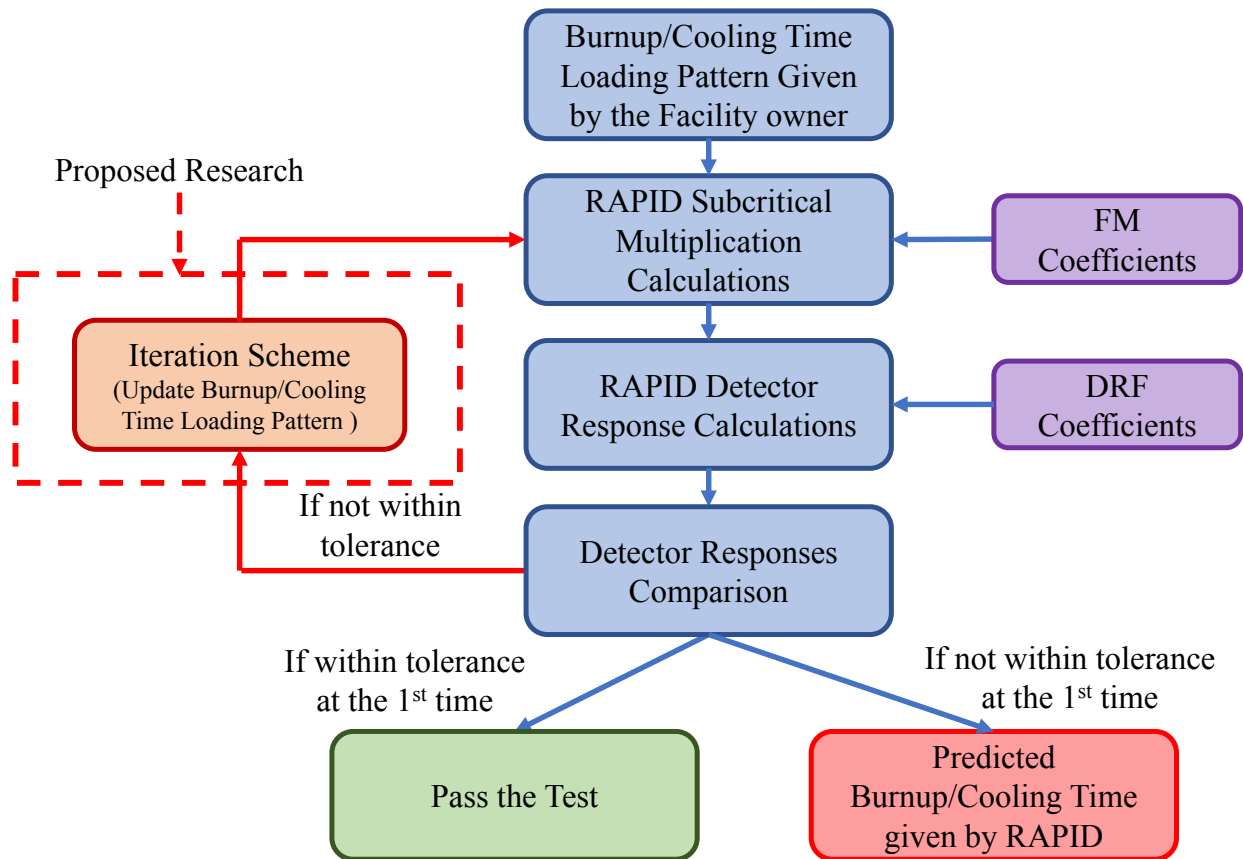 Burnup/Cooling Time
Loading Pattern Given
by the Facility owner
Proposed Research
RAPID Subcritical
Multiplication
Calculations
FM
Coefficients
Iteration Scheme
(Update Burnup/Cooling
Time Loading Pattern )
RAPID Detector
Response Calculations
DRF
Coefficients
If not within
tolerance
Detector Responses
Comparison
If within tolerance
at the 1st time
If not within tolerance
at the 1st time
Pass the Test
Predicted
Burnup/Cooling Time
given by RAPID